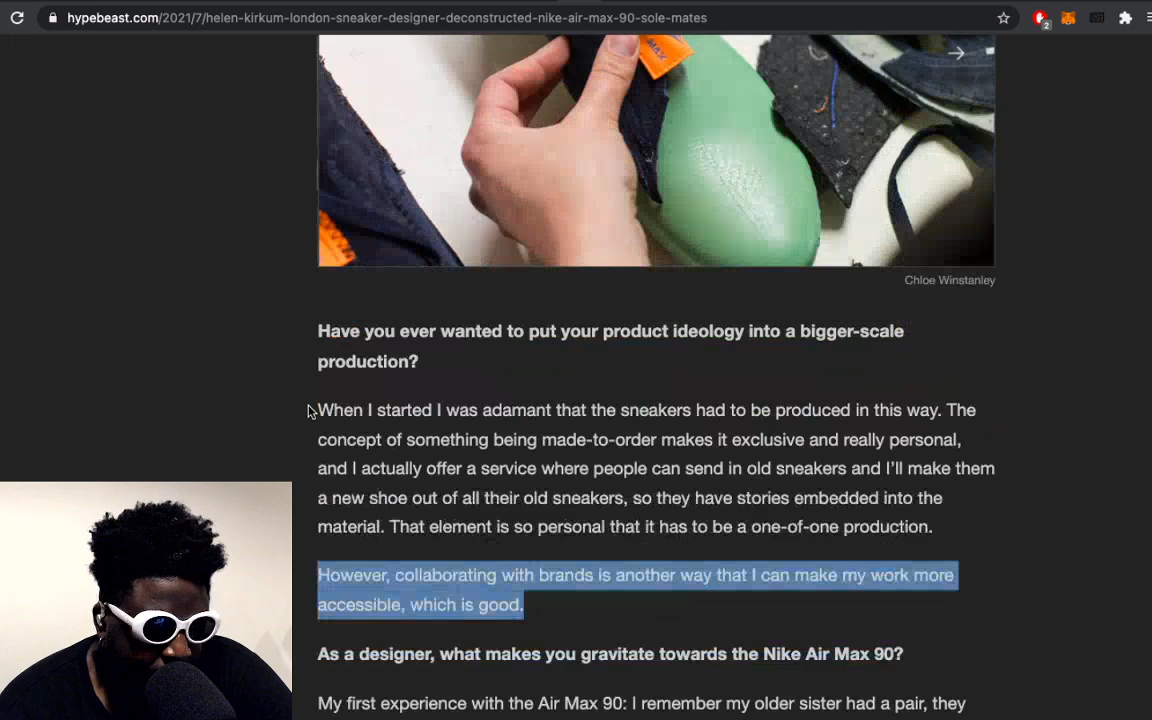 hypebeast.com/2021/7/helen-kirkum-london-sneaker-designer-deconstructed-nike-air-max-90-sole-mates
2
MAX
Chloe Winstanley
Have you ever wanted to put your product ideology into a bigger-scale
production?
When I started I was adamant that the sneakers had to be produced in this way. The
concept of something being made-to-order makes it exclusive and really personal,
and I actually offer a service where people can send in old sneakers and I’ll make them
a new shoe out of all their old sneakers, so they have stories embedded into the
material. That element is so personal that it has to be a one-of-one production.
However, collaborating with brands is another way that I can make my work more
accessible, which is good.
As a designer, what makes you gravitate towards the Nike Air Max 90?
My first experience with the Air Max 90: I remember my older sister had a pair, they